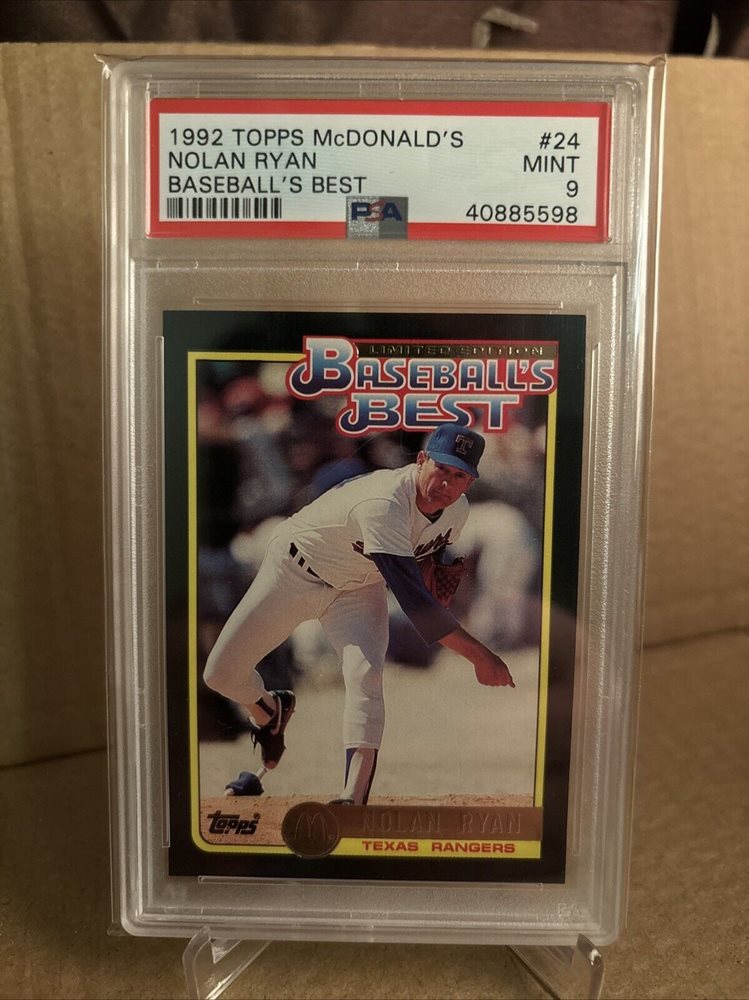 1992 TOPPS McDONALD'S #24
NOLAN RYAN MINT
BASEBALL'S BEST 9
PSA 40885598
LIMITED EDITION
BASEBALL'S
BEST
T
topps®
M®
NOLAN RYAN
TEXAS RANGERS